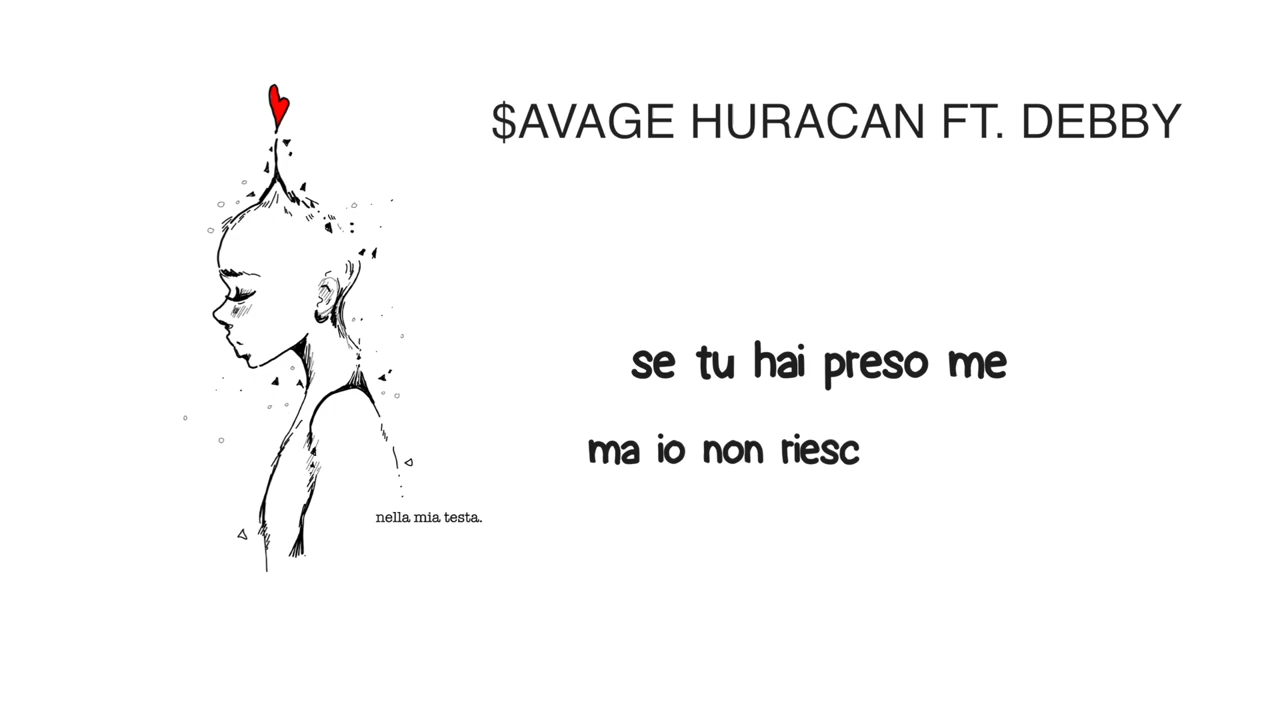 $AVAGE HURACAN FT. DEBBY
se tu hai preso me
ma io non riesc
nella mia testa.